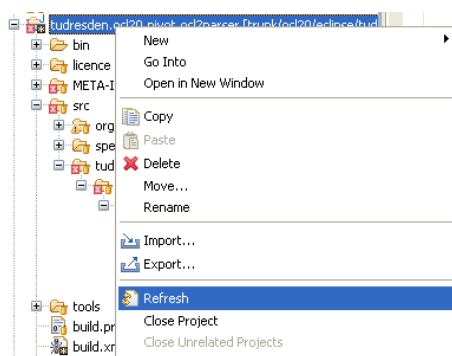 tudresden.ocl20.pivot.ocl2parser [trunk/ocl20/eclipse/tud
bin
licence
META-I
src
org
spe
tud
tools
build.pr
build.xr
New
Go Into
Open in New Window
Copy
Paste
Delete
Move...
Rename
Import...
Export...
Refresh
Close Project
Close Unrelated Projects